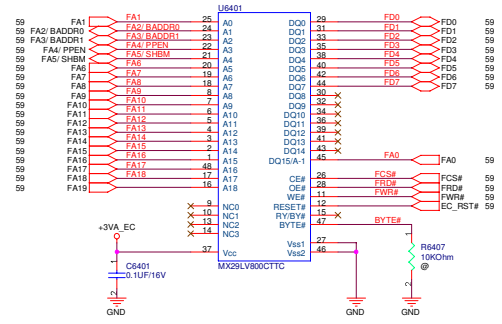 U6401
59 FA1 FA1 25 A0 DQ0 29 FD0 FD0 59
59 FA2/ BADDR0 FA2/ BADDR0 24 A1 DQ1 31 FD1 FD1 59
59 FA3/ BADDR1 FA3/ BADDR1 23 A2 DQ2 33 FD2 FD2 59
59 FA4/ PPEN FA4/ PPEN 22 A3 DQ3 35 FD3 FD3 59
59 FA5/ SHBM FA5/ SHBM 21 A4 DQ4 38 FD4 FD4 59
59 FA6 FA6 20 A5 DQ5 40 FD5 FD5 59
59 FA7 FA7 19 A6 DQ6 42 FD6 FD6 59
59 FA8 FA8 18 A7 DQ7 44 FD7 FD7 59
59 FA9 FA9 8 A8 DQ8 30
59 FA10 FA10 7 A9 DQ9 32
59 FA11 FA11 6 A10 DQ10 34
59 FA12 FA12 5 A11 DQ11 36
59 FA13 FA13 4 A12 DQ12 39
59 FA14 FA14 3 A13 DQ13 41
59 FA15 FA15 2 A14 DQ14 43
59 FA16 FA16 1 A15 DQ15/A-1 45 FA0 FA0 59
59 FA17 FA17 48 A16
59 FA18 FA18 17 A17 CE# 26 FCS# FCS# 59
59 FA19 16 A18 OE# 28 FRD# FRD# 59
WE# 11 FWR# FWR# 59
9 NC0 RESET# 12 EC_RST# 59
10 NC1 RY/BY# 15
13 NC2 BYTE# 47 BYTE#
14 NC3
+3VA_EC
37 Vcc Vss1 27
Vss2 46
MX29LV800CTTC
C6401
0.1UF/16V
1
2
GND
GND
1
R6407
10KOhm
@
2
GND